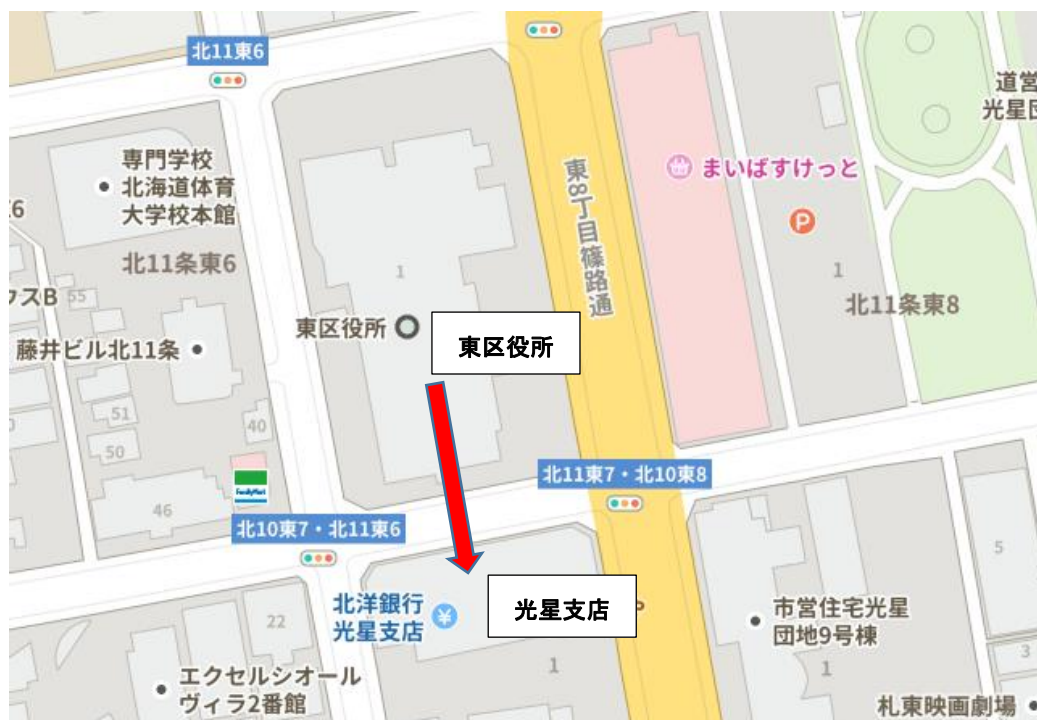 北11東6
道営
光星団
専門学校
北海道体育
大学校本館
東8丁目篠路通
まいばすけっと
P
6
北11条東6
1
1
ウスB
55
北11条東8
東区役所
東区役所
藤井ビル北11条
51
40
50
FamilyMart
46
北11東7・北10東8
北10東7・北11東6
5
北洋銀行
光星支店
¥
光星支店
市営住宅光星
団地9号棟
22
3
1
1
エクセルシオール
ヴィラ2番館
札東映画劇場